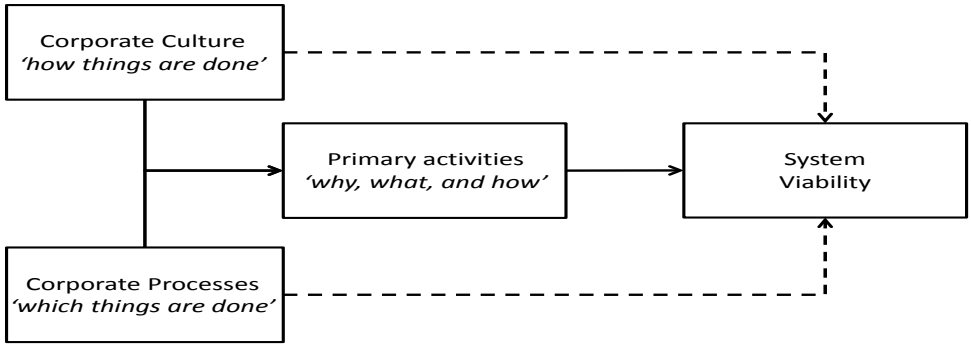 Corporate Culture
‘how things are done’
Primary activities
‘why, what, and how’
System
Viability
Corporate Processes
‘which things are done’